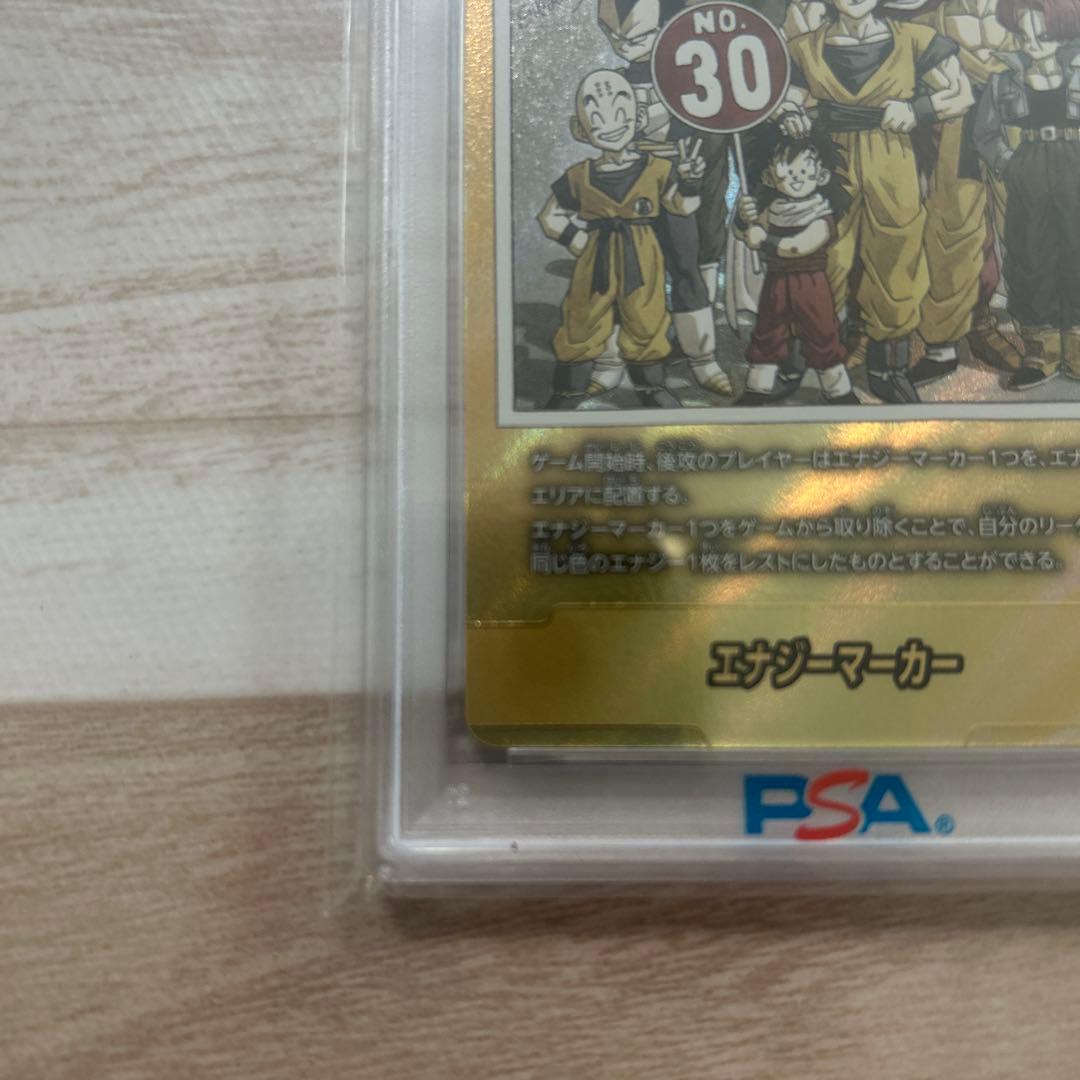 NO.
30
ゲーム開始時、後攻のプレイヤーはエナジーマーカー1つを、エナ
エリアに配置する。
エナジーマーカー1つをゲームから取り除くことで、自分のリー
同じ色のエナジー1枚をレストにしたものとすることができる。
エナジーマーカー
PSA®